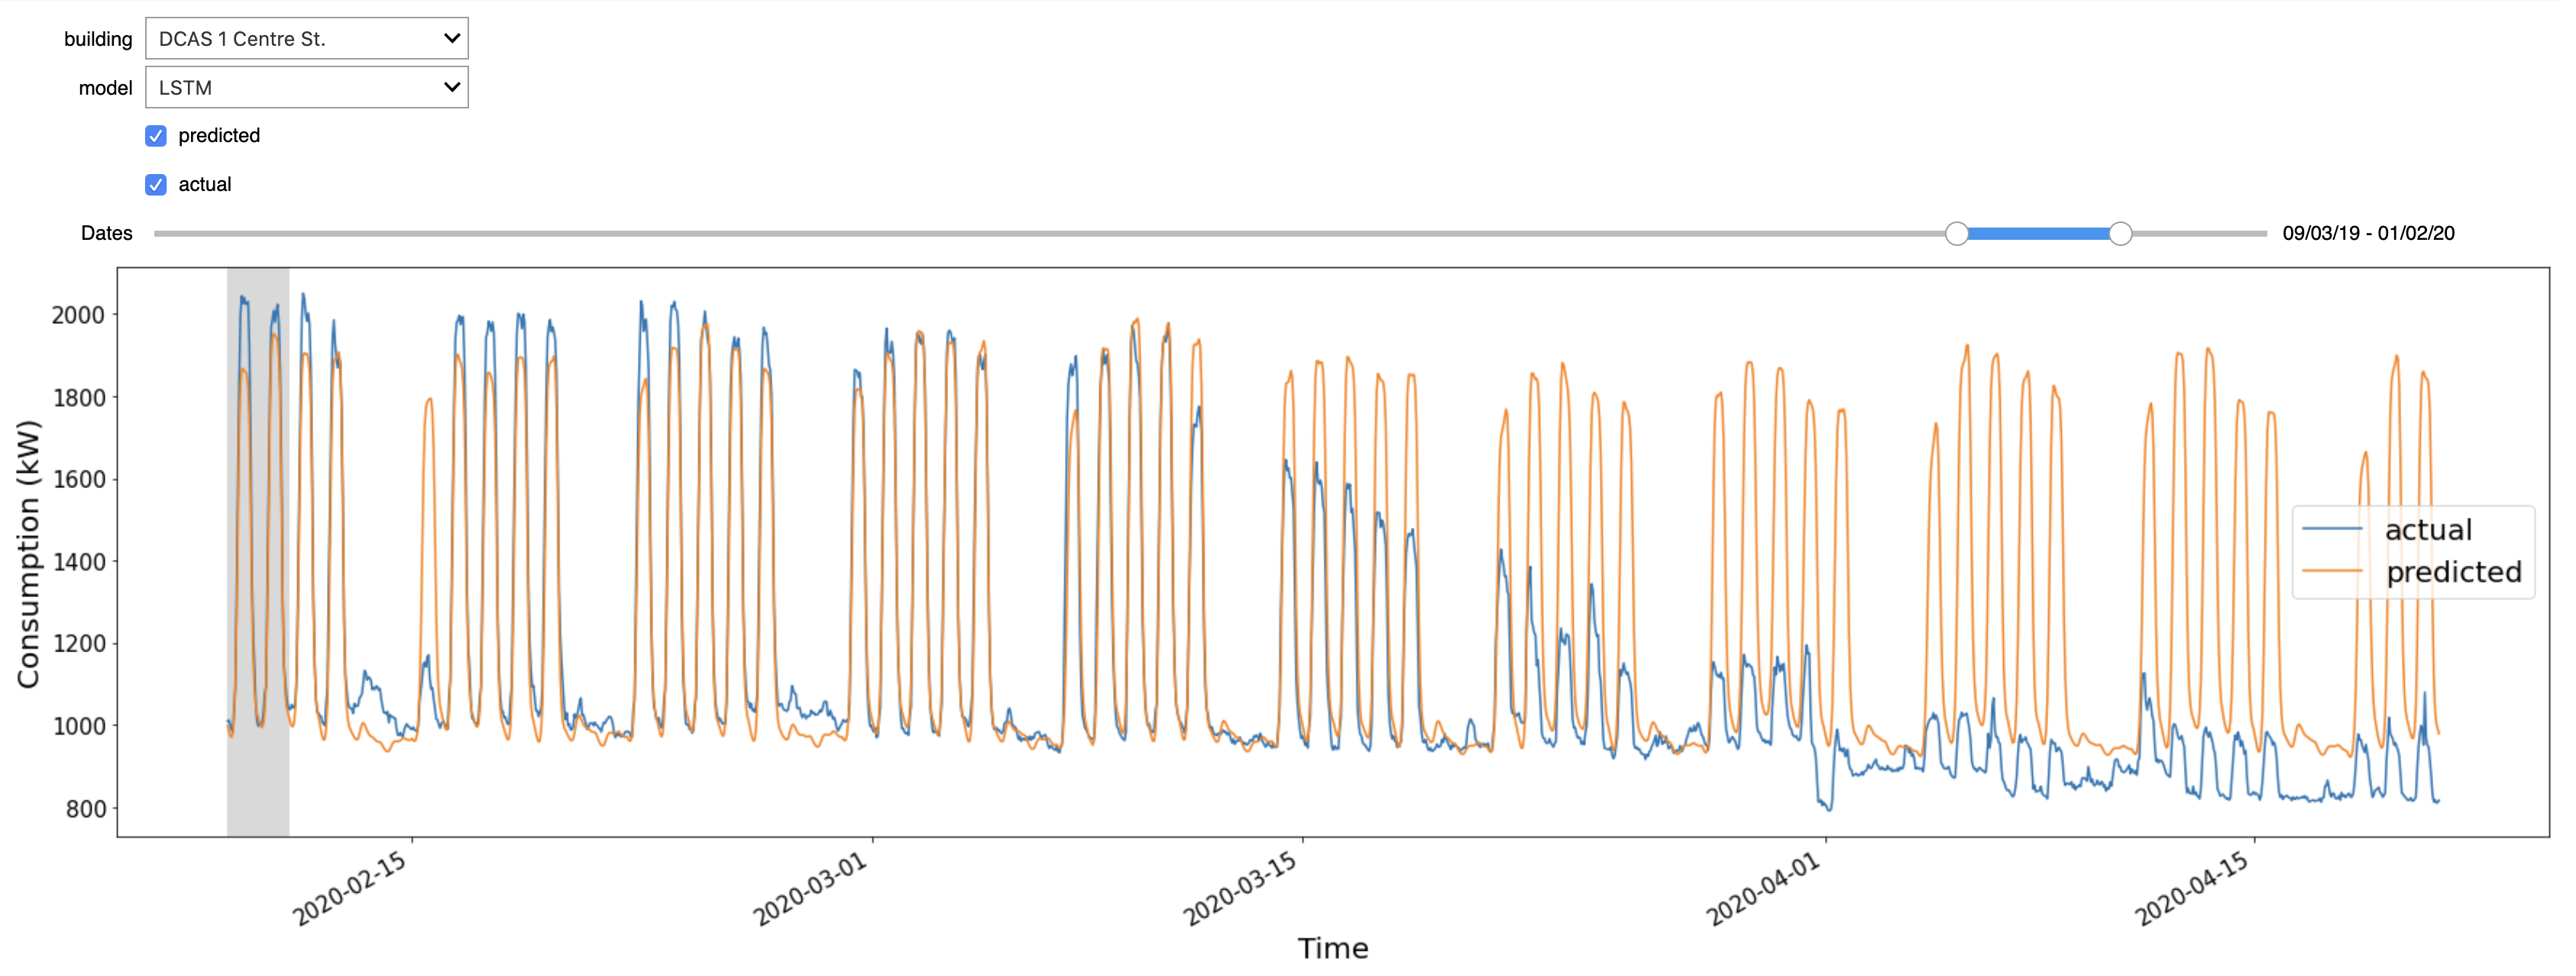 building DCAS 1 Centre St.
model LSTM
predicted
actual
Dates 09/03/19 - 01/02/20
Consumption (kW)
2000
1800
1600
1400
1200
1000
800
actual
predicted
2020-02-15
2020-03-01
2020-03-15
2020-04-01
2020-04-15
Time